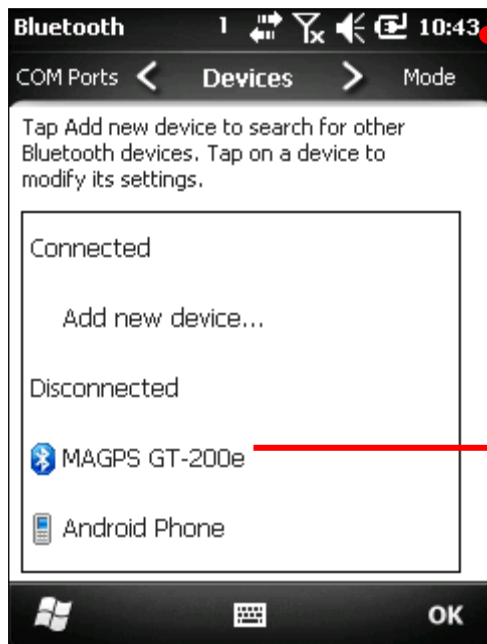 Bluetooth 1 10:43
COM Ports Devices Mode
Tap Add new device to search for other
Bluetooth devices. Tap on a device to
modify its settings.
Connected
Add new device...
Disconnected
MAGPS GT-200e
Android Phone
OK